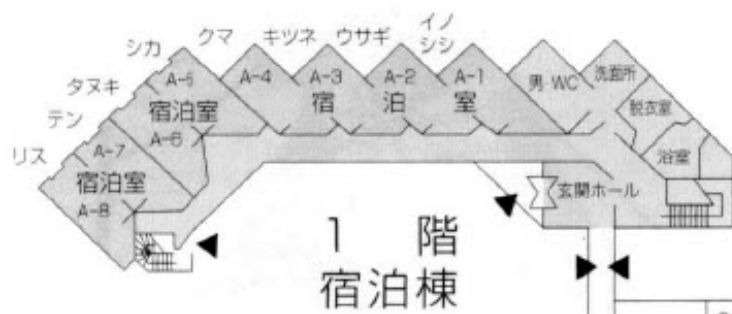 イノ
シシ
ウサギ
キツネ
クマ
シカ
タヌキ
テン
リス
A-1
A-2
A-3
A-4
A-5
A-6
A-7
A-8
宿泊室
宿泊室
宿泊室
男 WC
洗面所
脱衣室
浴室
玄関ホール
1 階
宿泊棟